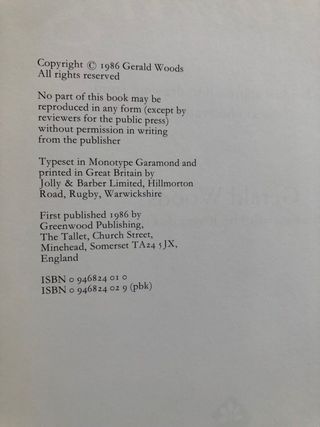 Copyright © 1986 Gerald Woods
All rights reserved
No part of this book may be
reproduced in any form (except by
reviewers for the public press)
without permission in writing
from the publisher
Typeset in Monotype Garamond and
printed in Great Britain by
Jolly & Barber Limited, Hillmorton
Road, Rugby, Warwickshire
First published 1986 by
Greenwood Publishing,
The Tallet, Church Street,
Minehead, Somerset TA24 5JX,
England
ISBN 0 946824 01 0
ISBN 0 946824 02 9 (pbk)